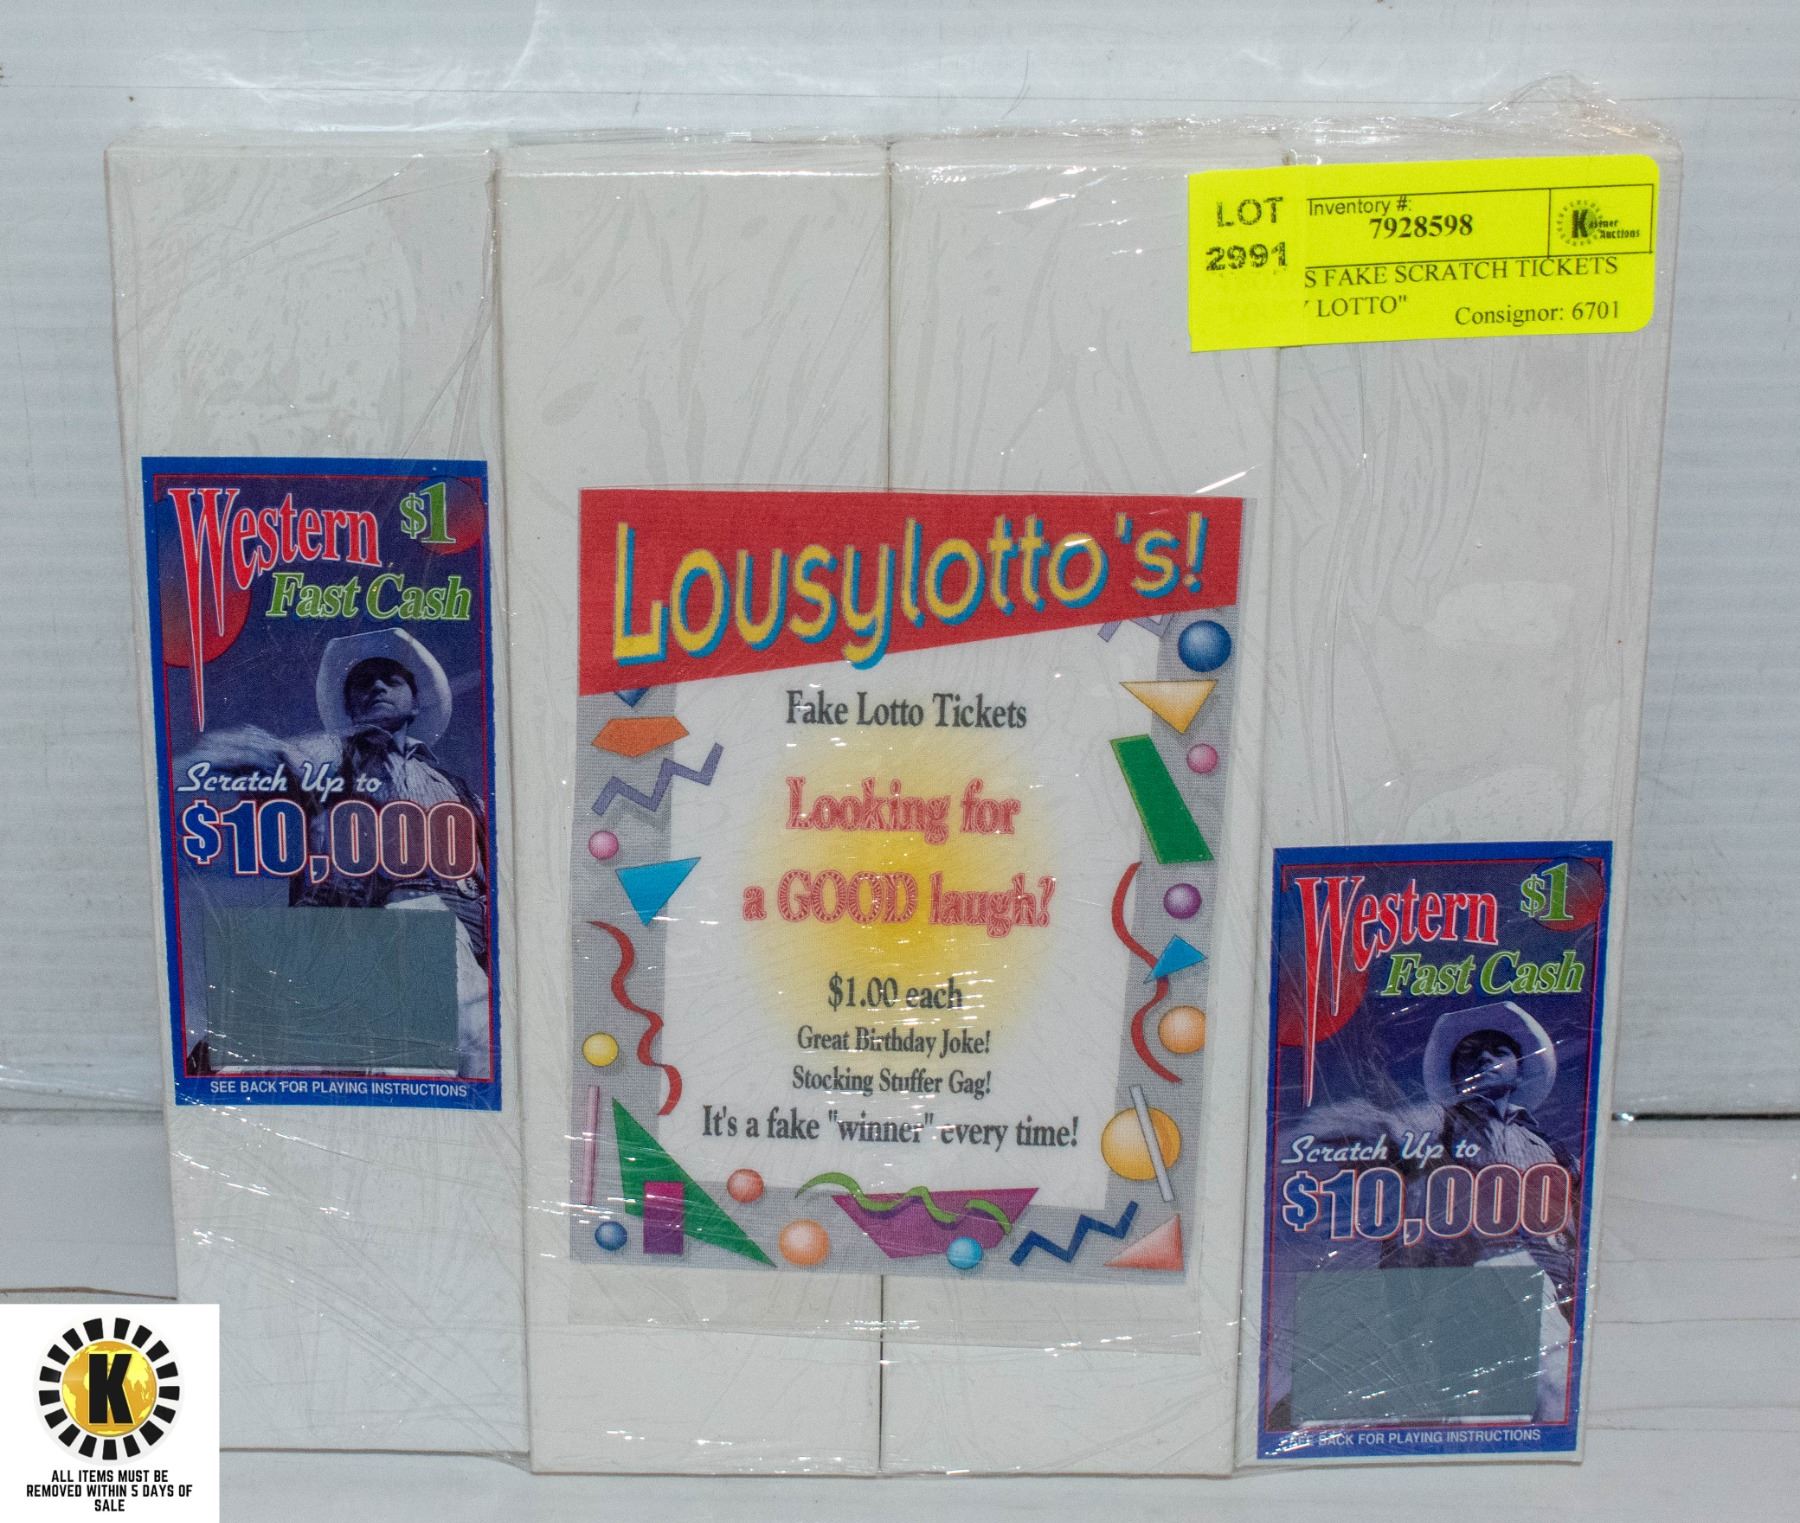 LOT
2991
Inventory #:
7928598
Kastner
Auctions
S FAKE SCRATCH TICKETS
LOTTO"
Consignor: 6701
Western $1
Fast Cash
Scratch Up to
$10,000
SEE BACK FOR PLAYING INSTRUCTIONS
Lousylotto's!
Fake Lotto Tickets
Looking for
a GOOD laugh?
$1.00 each
Great Birthday Joke!
Stocking Stuffer Gag!
It's a fake "winner" every time!
Western $1
Fast Cash
Scratch Up to
$10,000
SEE BACK FOR PLAYING INSTRUCTIONS
K
ALL ITEMS MUST BE
REMOVED WITHIN 5 DAYS OF
SALE